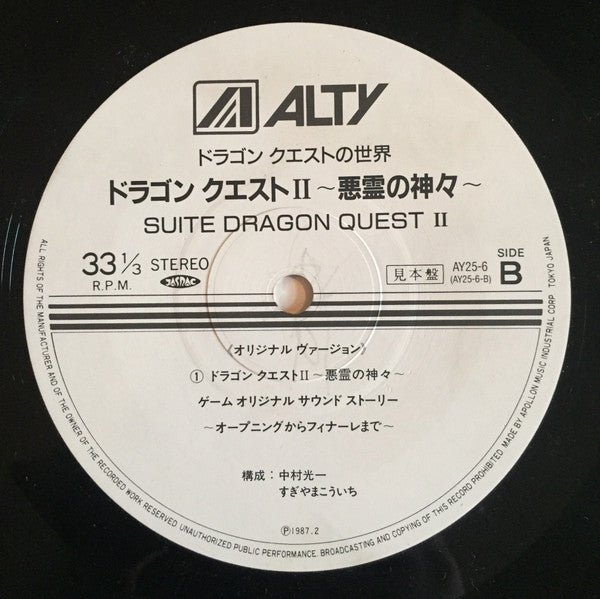 ALTY
ドラゴン クエストの世界
ドラゴン クエストII～悪霊の神々～
SUITE DRAGON QUEST II
33 1/3 STEREO
R.P.M.
JASRAC
見本盤
AY25-6
(AY25-6-B)
SIDE
B
《オリジナル ヴァージョン》
① ドラゴン クエストII～悪霊の神々～
ゲーム オリジナル サウンド ストーリー
～オープニングからフィナーレまで～
構成：中村光一
すぎやまこういち
Ⓟ1987.2
ALL RIGHTS OF THE MANUFACTURER AND OF THE OWNER OF THE RECORDED WORK RESERVED. UNAUTHORIZED PUBLIC PERFORMANCE. BROADCASTING AND COPYING OF THIS RECORD PROHIBITED. MADE BY APOLLON MUSIC INDUSTRIAL CORP. TOKYO JAPAN